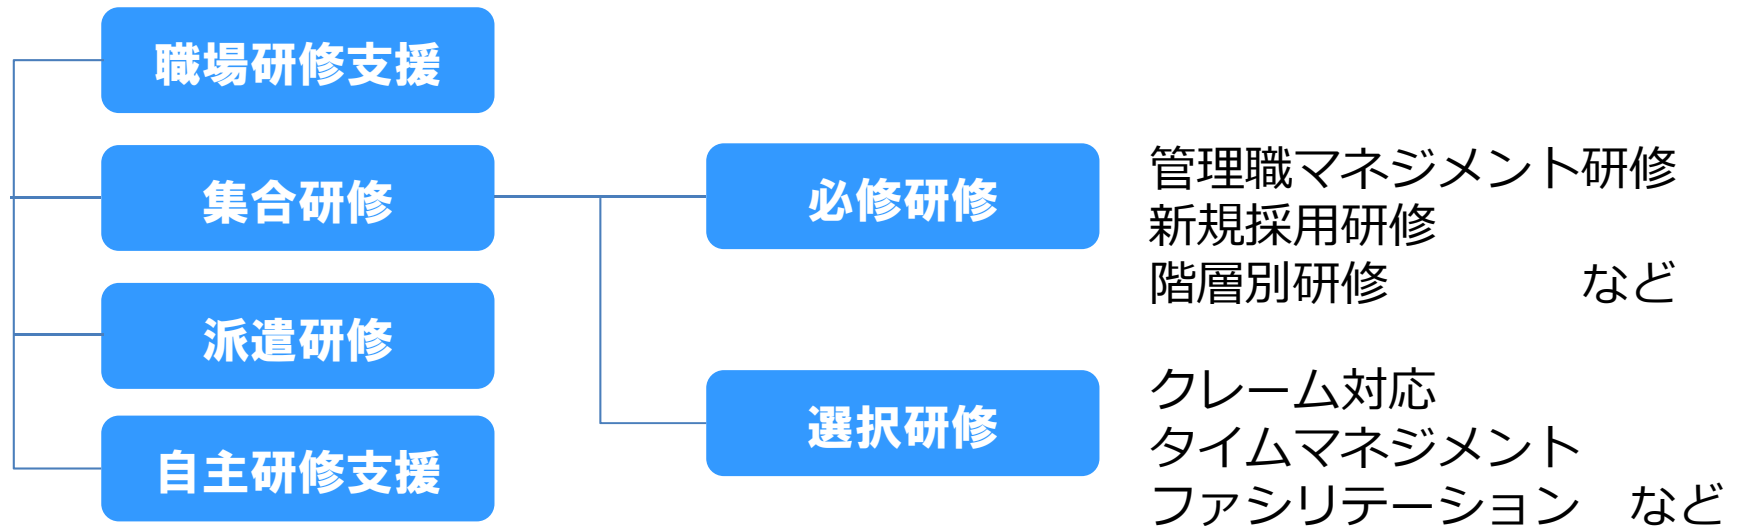 職場研修支援
集合研修
派遣研修
自主研修支援
必修研修
管理職マネジメント研修
新規採用研修
階層別研修　　　　など
選択研修
クレーム対応
タイムマネジメント
ファシリテーション　など